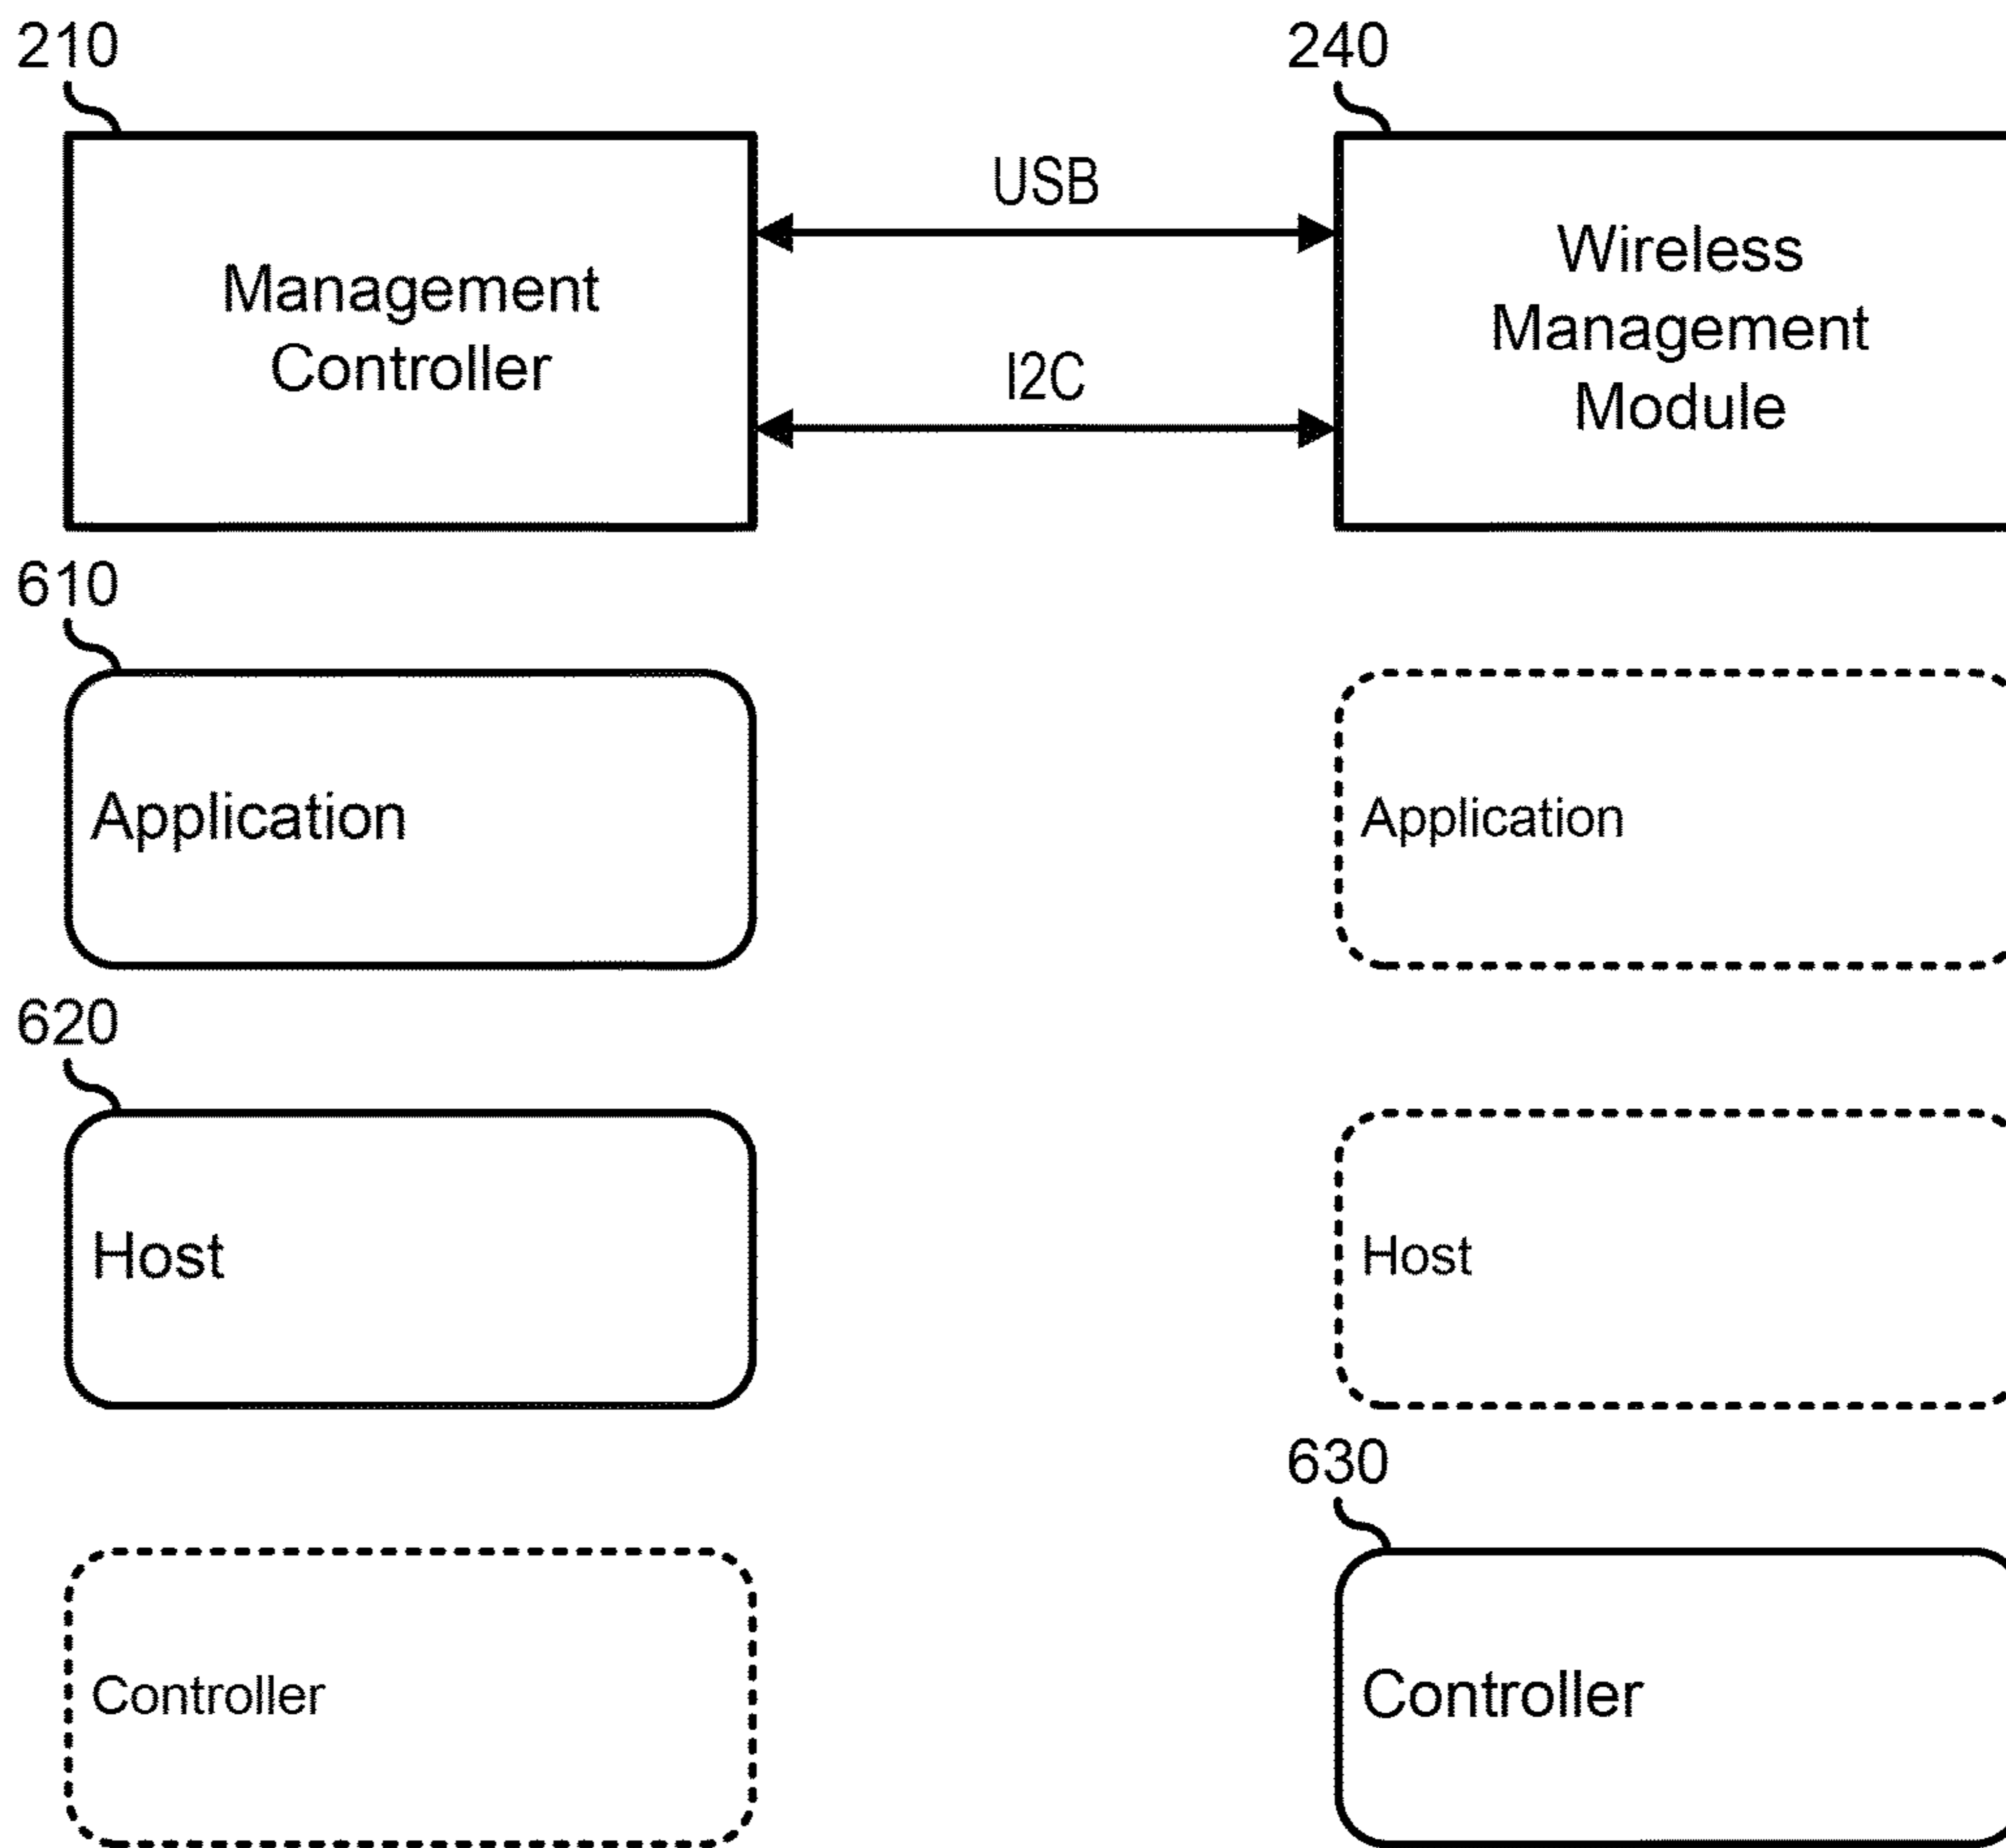 210
240
Management
Controller
USB
I2C
Wireless
Management
Module
610
Application
Application
620
Host
Host
630
Controller
Controller